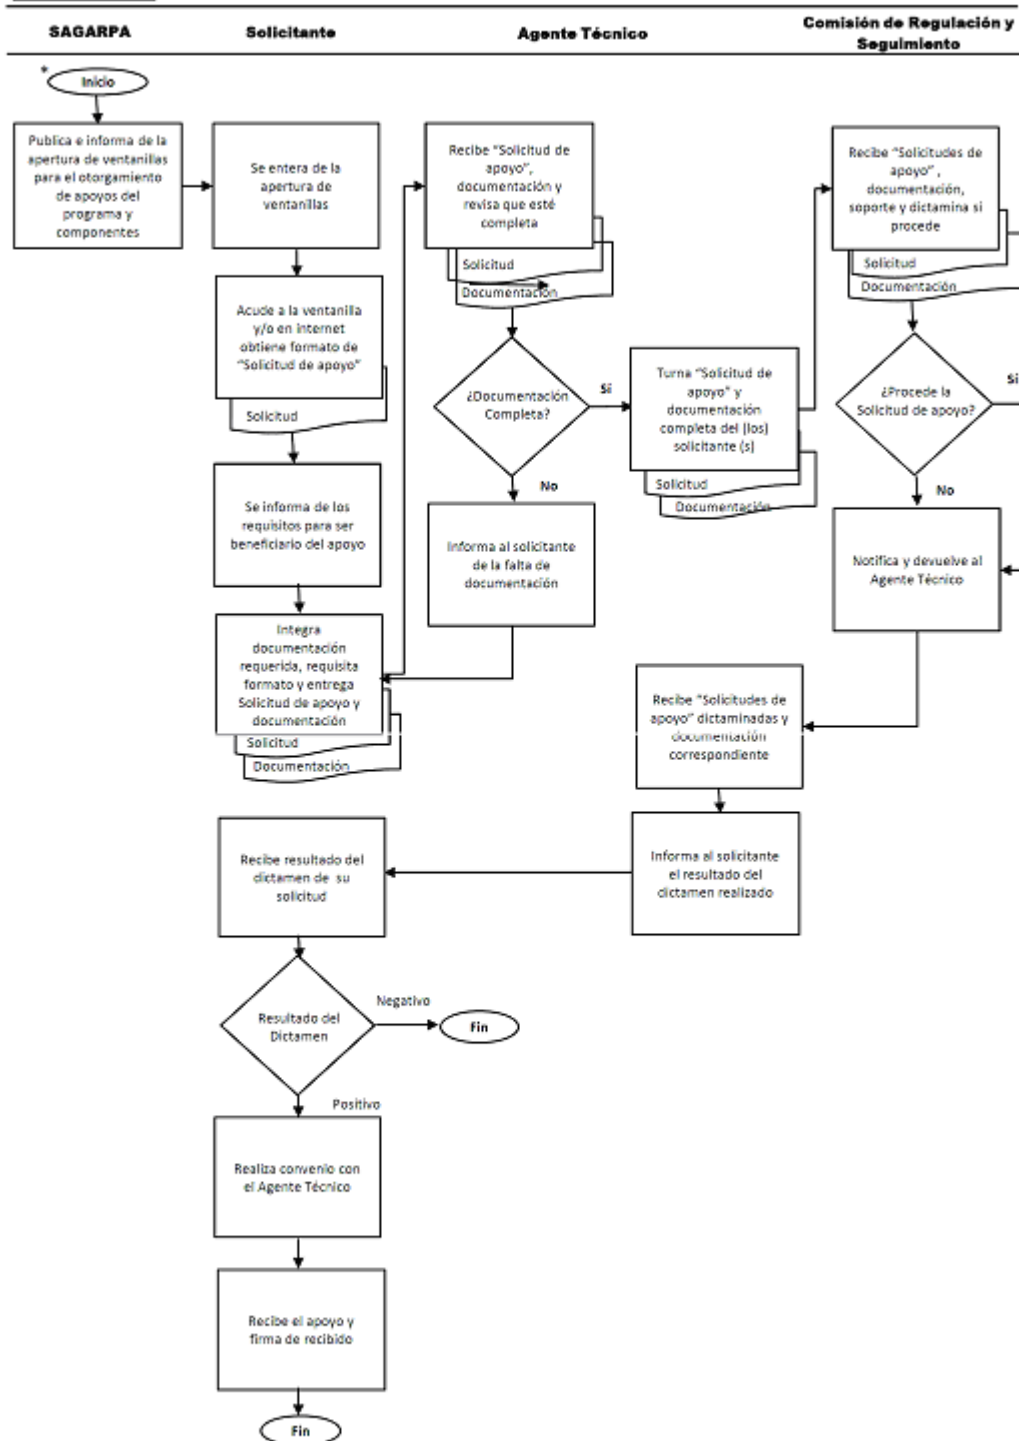 SAGARPA
Solicitante
Agente Técnico
Comisión de Regulación y
Seguimiento
*
Inicio
Publica e informa de la
apertura de ventanillas
para el otorgamiento
de apoyos del
programa y
componentes
Se entera de la
apertura de
ventanillas
Acude a la ventanilla
y/o en internet
obtiene formato de
"Solicitud de apoyo"
Solicitud
Se informa de los
requisitos para ser
beneficiario del apoyo
Integra
documentación
requerida, requisita
formato y entrega
Solicitud de apoyo y
documentación
Solicitud
Documentación
Recibe "Solicitud de
apoyo",
documentación y
revisa que esté
completa
Solicitud
Documentación
¿Documentación
Completa?
Sí
No
Informa al solicitante
de la falta de
documentación
Turna "Solicitud de
apoyo" y
documentación
completa del (los)
solicitante (s)
Solicitud
Documentación
Recibe "Solicitudes de
apoyo" ,
documentación,
soporte y dictamina si
procede
Solicitud
Documentación
¿Procede la
Solicitud de apoyo?
Sí
No
Notifica y devuelve al
Agente Técnico
Recibe "Solicitudes de
apoyo" dictaminadas y
documentación
correspondiente
Informa al solicitante
el resultado del
dictamen realizado
Recibe resultado del
dictamen de su
solicitud
Resultado del
Dictamen
Negativo
Fin
Positivo
Realiza convenio con
el Agente Técnico
Recibe el apoyo y
firma de recibido
Fin